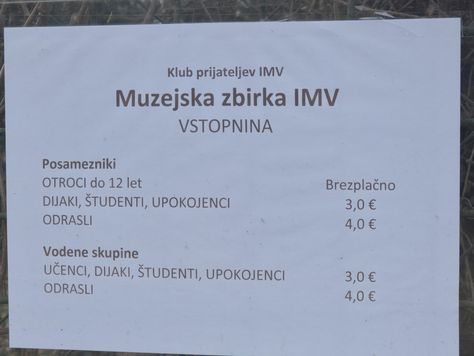 Klub prijateljev IMV
Muzejska zbirka IMV
VSTOPNINA
Posamezniki
OTROCI do 12 let Brezplačno
DIJAKI, ŠTUDENTI, UPOKOJENCI 3,0 €
ODRASLI 4,0 €
Vodene skupine
UČENCI, DIJAKI, ŠTUDENTI, UPOKOJENCI 3,0 €
ODRASLI 4,0 €